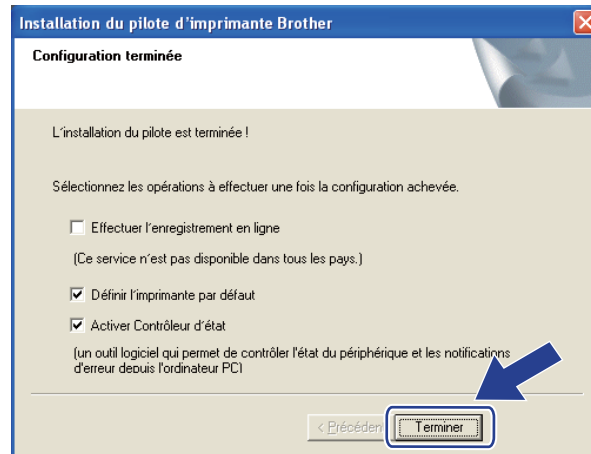 Installation du pilote d'imprimante Brother
Configuration terminée
L'installation du pilote est terminée !
Sélectionnez les opérations à effectuer une fois la configuration achevée.
Effectuer l'enregistrement en ligne
(Ce service n'est pas disponible dans tous les pays.)
Définir l'imprimante par défaut
Activer Contrôleur d'état
(un outil logiciel qui permet de contrôler l'état du périphérique et les notifications
d'erreur depuis l'ordinateur PC)
< Précéden Terminer